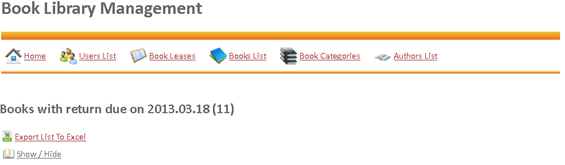 Book Library Management
Home Users List Book Leases Books List Book Categories Authors List
Books with return due on 2013.03.18 (11)
Export List To Excel
Show / Hide